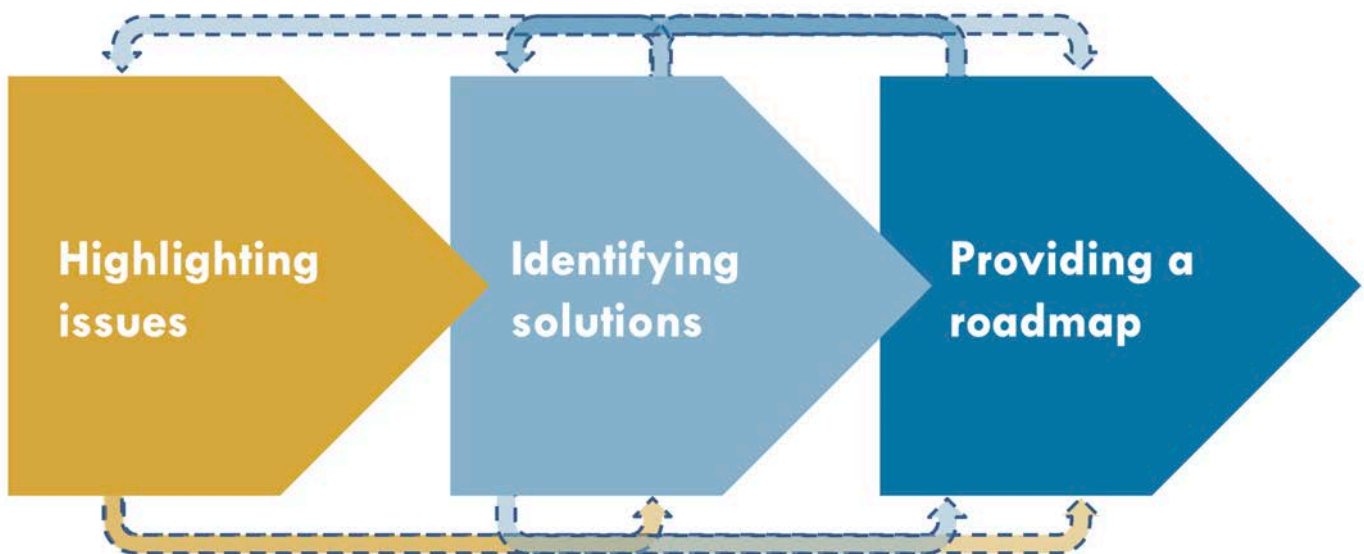 Highlighting
issues
Identifying
solutions
Providing a
roadmap